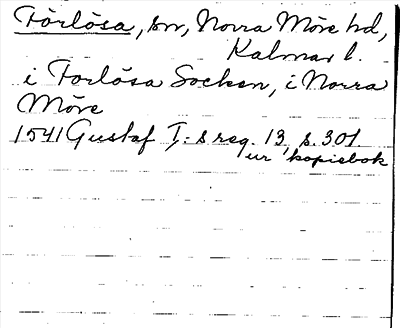 Förlösa, sn, Norra Möre hd,
Kalmar l.
i Forlösa Socken, i Norra
Möre
1541 Gustaf I:s reg. 13, s. 301
ur kopiebok